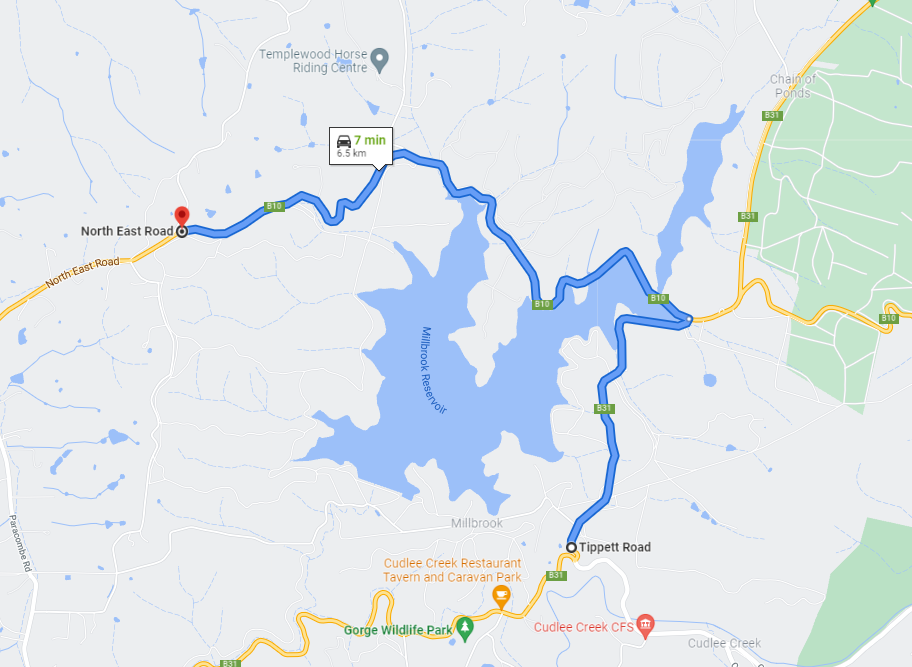 Templewood Horse
Riding Centre
Chain of
Ponds
B31
7 min
6.5 km
B10
B31
North East Road
North East Road
B10
B10
B10
Millbrook Reservoir
B31
Paracombe Rd
Millbrook
Tippett Road
Cudlee Creek Restaurant
Tavern and Caravan Park
B31
Gorge Wildlife Park
Cudlee Creek CFS
Cudlee Creek
B31